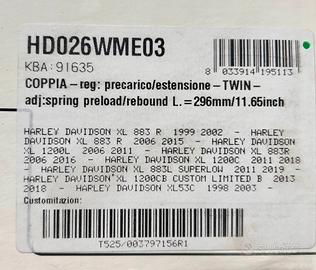 HD026WME03
KBA: 91635
8 033914 195113
COPPIA-reg: precarico/estensione-TWIN-
adj:spring preload/rebound L.=296mm/11.65inch
HARLEY DAVIDSON XL 883 R 1999 2002 - HARLEY
DAVIDSON XL 883 R 2006 2015 - HARLEY DAVIDSON
XL 1200L 2006 2011 - HARLEY DAVIDSON XL 883R
2006 2016 - HARLEY DAVIDSON XL 1200C 2011 2018
- HARLEY DAVIDSON XL 883L SUPERLOW 2011 2019 -
HARLEY DAVIDSON XL 1200CB CUSTOM LIMITED B 2013
2018 - HARLEY DAVIDSON XL53C 1998 2003 -
Customization:
T525/003797156R1